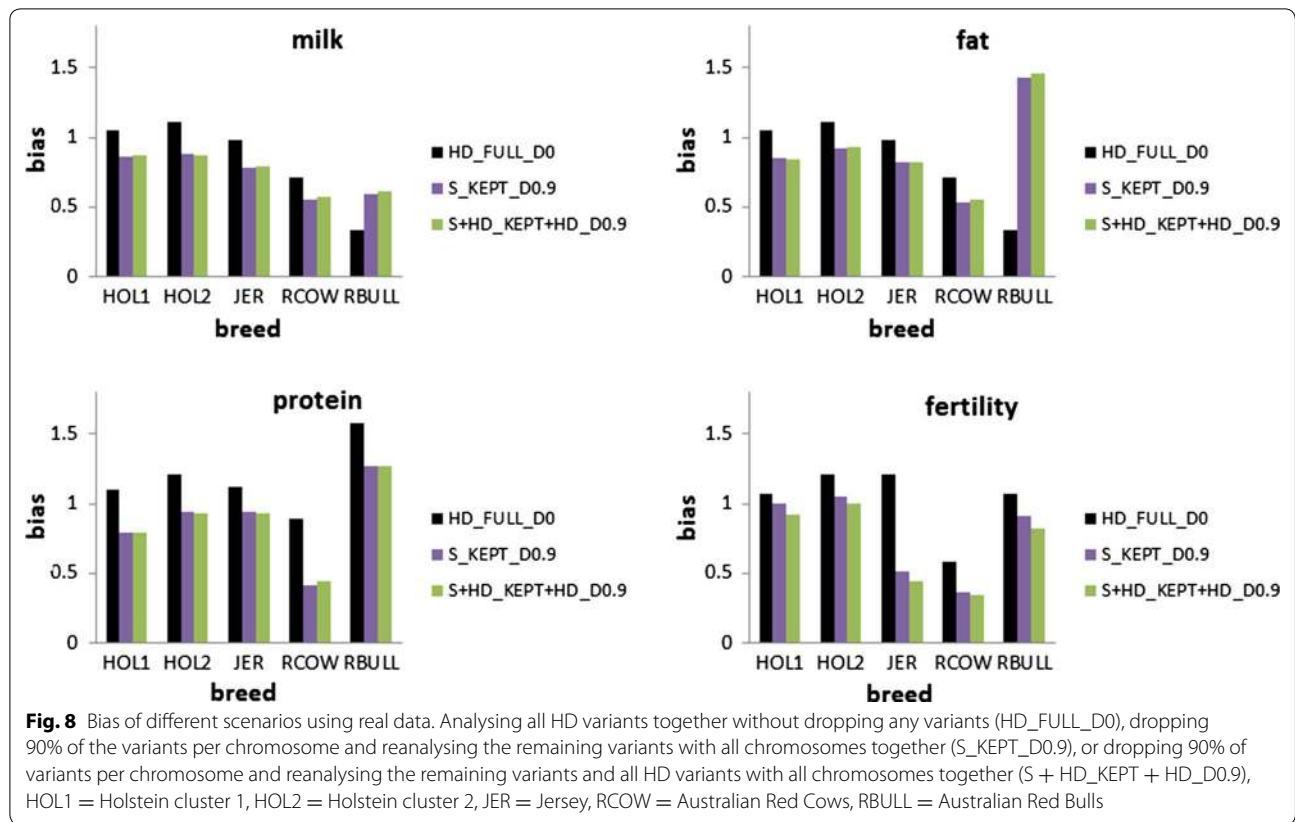 milk
1.5
1
0.5
0
bias
HOL1 HOL2 JER RCOW RBULL
breed
HD_FULL_D0
S_KEPT_D0.9
S+HD_KEPT+HD_D0.9
fat
1.5
1
0.5
0
bias
HOL1 HOL2 JER RCOW RBULL
breed
HD_FULL_D0
S_KEPT_D0.9
S+HD_KEPT+HD_D0.9
protein
1.5
1
0.5
0
bias
HOL1 HOL2 JER RCOW RBULL
breed
HD_FULL_D0
S_KEPT_D0.9
S+HD_KEPT+HD_D0.9
fertility
1.5
1
0.5
0
bias
HOL1 HOL2 JER RCOW RBULL
breed
HD_FULL_D0
S_KEPT_D0.9
S+HD_KEPT+HD_D0.9
Fig. 8 Bias of different scenarios using real data. Analysing all HD variants together without dropping any variants (HD_FULL_D0), dropping
90% of the variants per chromosome and reanalysing the remaining variants with all chromosomes together (S_KEPT_D0.9), or dropping 90% of
variants per chromosome and reanalysing the remaining variants and all HD variants with all chromosomes together (S + HD_KEPT + HD_D0.9),
HOL1 = Holstein cluster 1, HOL2 = Holstein cluster 2, JER = Jersey, RCOW = Australian Red Cows, RBULL = Australian Red Bulls